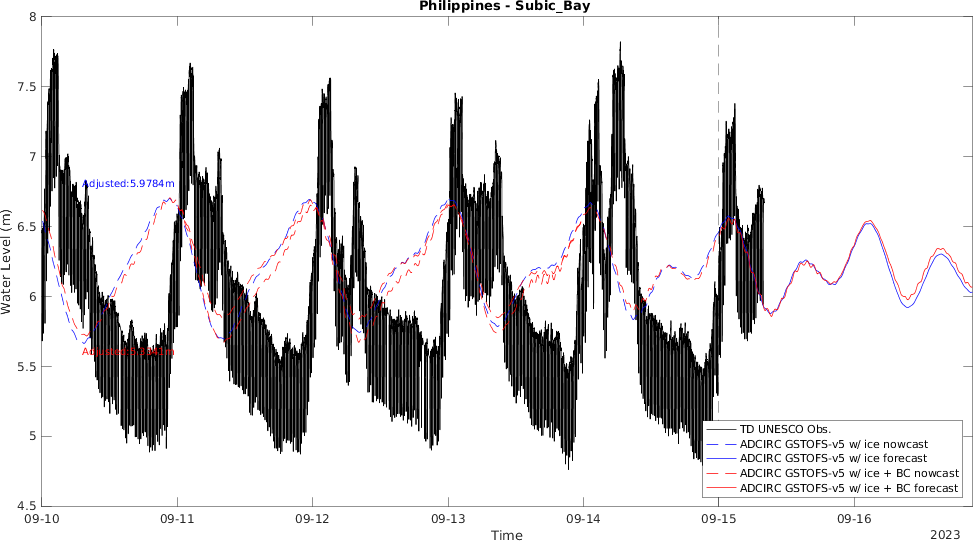 Philippines - Subic_Bay
8
7.5
7
6.5
6
5.5
5
4.5
Water Level (m)
Adjusted:5.9784m
TD UNESCO Obs.
ADCIRC GSTOFS-v5 w/ ice nowcast
ADCIRC GSTOFS-v5 w/ ice forecast
ADCIRC GSTOFS-v5 w/ ice + BC nowcast
ADCIRC GSTOFS-v5 w/ ice + BC forecast
09-10 09-11 09-12 09-13 09-14 09-15 09-16
Time
2023